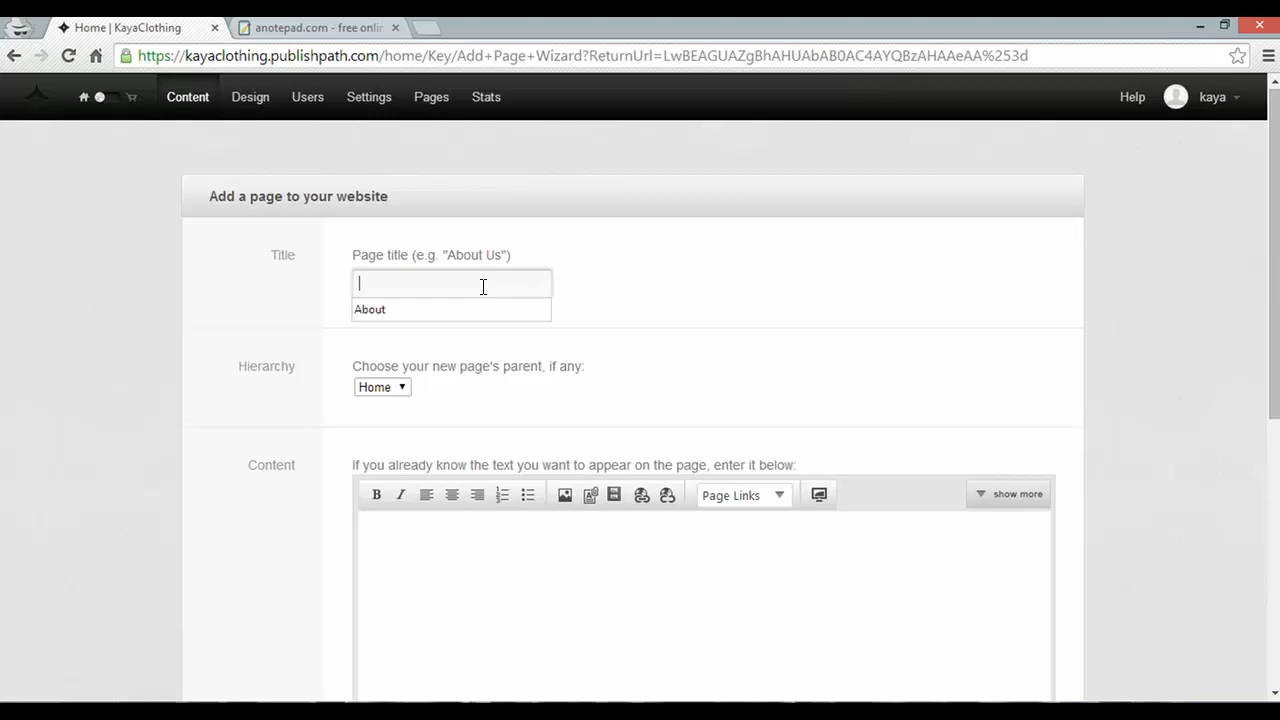 Home | KayaClothing
anotepad.com - free onlin
https://kayaclothing.publishpath.com/home/Key/Add+Page+Wizard?ReturnUrl=LwBEAGUAZgBhAHUAbAB0AC4AYQBzAHAAeAA%253d
Content Design Users Settings Pages Stats Help kaya
Add a page to your website
Title
Page title (e.g. "About Us")
About
Hierarchy
Choose your new page's parent, if any:
Home
Content
If you already know the text you want to appear on the page, enter it below:
B I Page Links show more